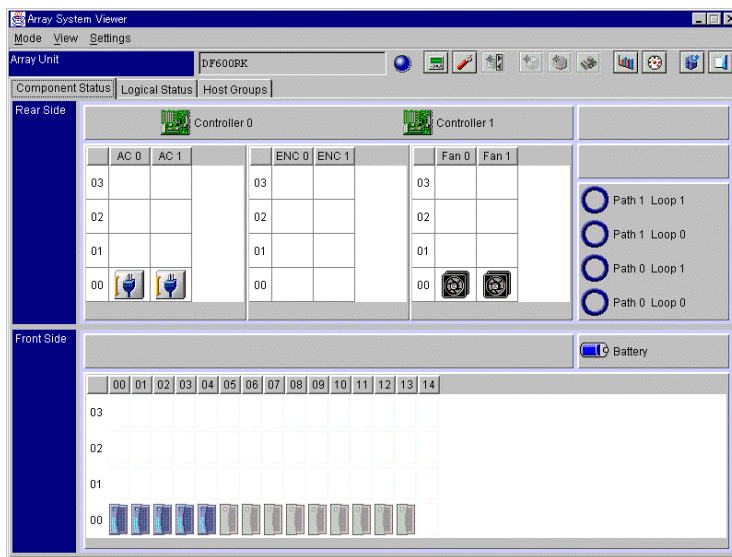 Array System Viewer
Mode View Settings
Array Unit DF600RK
Component Status Logical Status Host Groups
Rear Side
Controller 0 Controller 1
AC 0 AC 1 ENC 0 ENC 1 Fan 0 Fan 1
03 03 03
02 02 02
01 01 01
00 00 00
Path 1 Loop 1
Path 1 Loop 0
Path 0 Loop 1
Path 0 Loop 0
Front Side
Battery
00 01 02 03 04 05 06 07 08 09 10 11 12 13 14
03
02
01
00